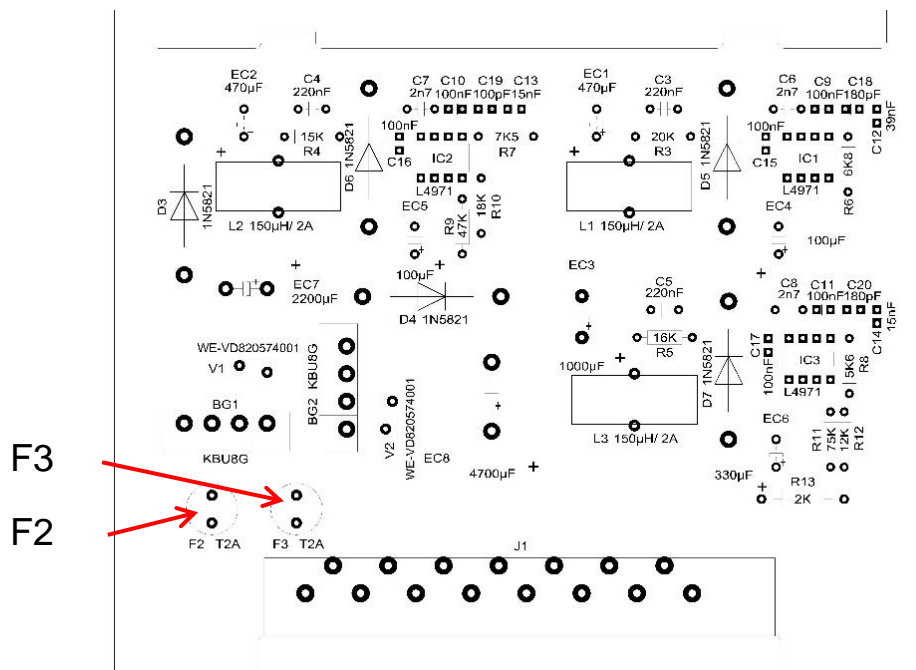 EC2
470µF
C4
220nF
C7
2n7
C10
100nF
C19
100pF
C13
15nF
EC1
470µF
C3
220nF
C6
2n7
C9
100nF
C18
180pF
39nF
C12
15K
R4
D6 1N5821
100nF
C16
IC2
L4971
7K5
R7
20K
R3
D5 1N5821
100nF
C15
IC1
L4971
6K8
R6
D3
1N5821
L2 150µH/ 2A
EC5
R9
47K
18K
R10
L1 150µH/ 2A
EC4
100µF
EC7
2200µF
100µF
D4 1N5821
EC3
1000µF
C5
220nF
C8
2n7
C11
100nF
C20
180pF
15nF
C14
16K
R5
D7 1N5821
C17
100nF
IC3
L4971
5K6
R8
WE-VD820574001
V1
BG1
KBU8G
BG2 KBU8G
V2
WE-VD820574001
EC8
4700µF
L3 150µH/ 2A
EC6
330µF
R11
75K
12K
R12
R13
2K
F3
F2
F2 T2A
F3 T2A
J1